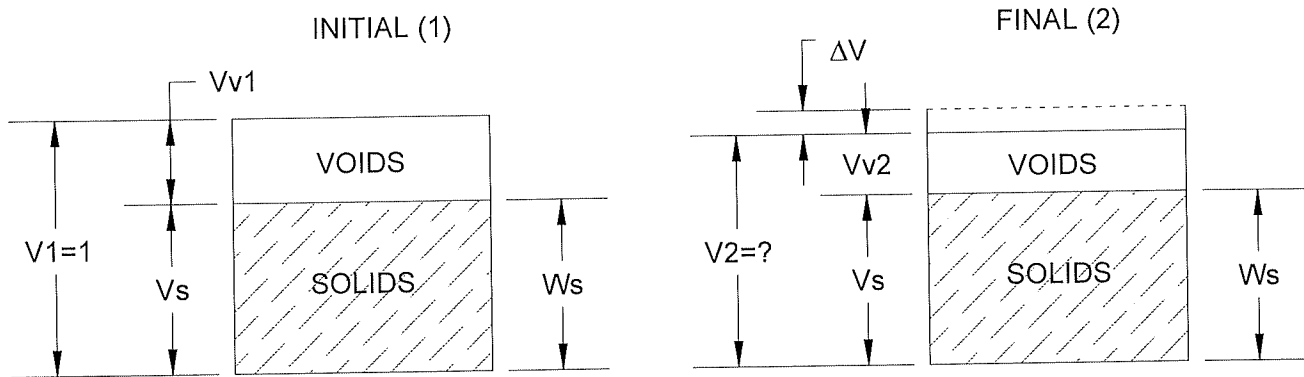 INITIAL (1)
Vv1
VOIDS
V1=1
Vs
SOLIDS
Ws
FINAL (2)
ΔV
Vv2
VOIDS
V2=?
Vs
SOLIDS
Ws